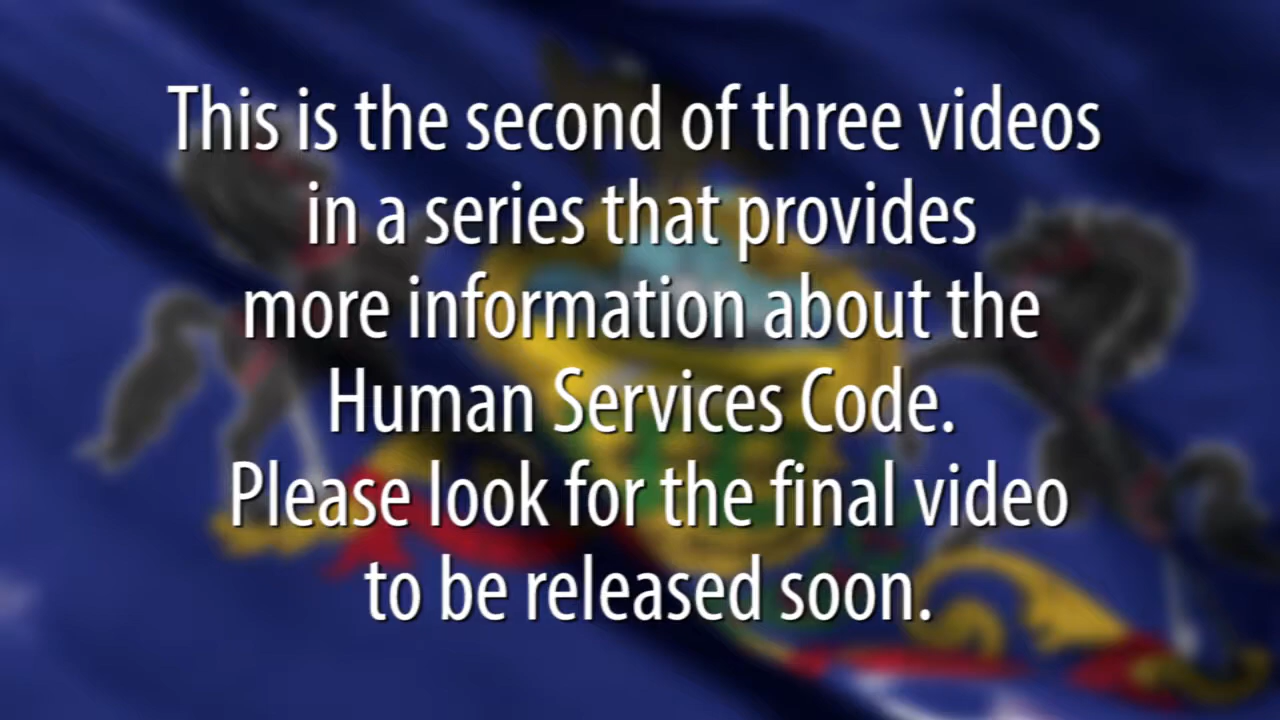 This is the second of three videos
in a series that provides
more information about the
Human Services Code.
Please look for the final video
to be released soon.